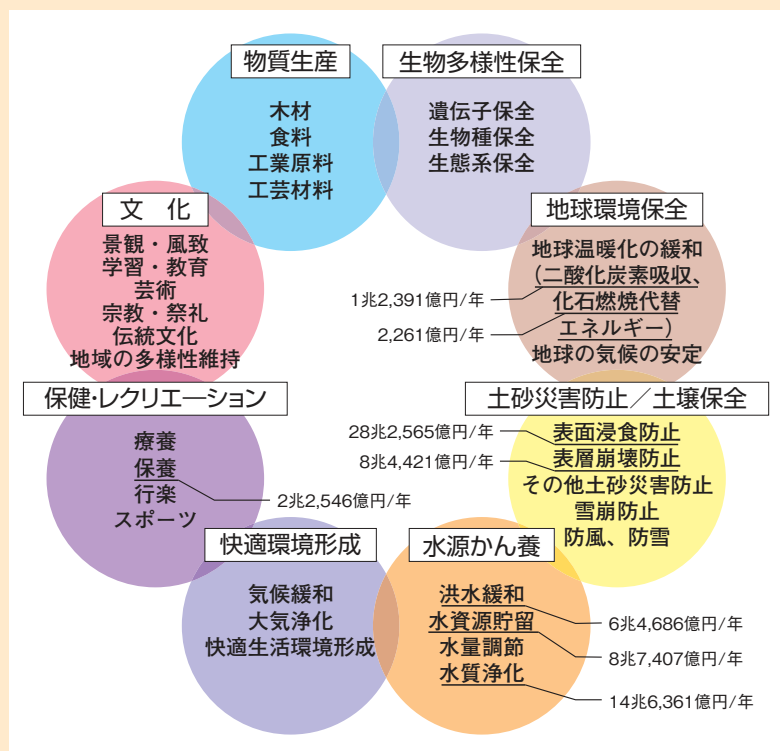 物質生産
木材
食料
工業原料
工芸材料
生物多様性保全
遺伝子保全
生物種保全
生態系保全
文 化
景観・風致
学習・教育
芸術
宗教・祭礼
伝統文化
地域の多様性維持
地球環境保全
地球温暖化の緩和
(二酸化炭素吸収、
化石燃焼代替
エネルギー)
地球の気候の安定
1兆2,391億円/年
2,261億円/年
保健・レクリエーション
療養
保養
行楽
スポーツ
2兆2,546億円/年
土砂災害防止/土壌保全
28兆2,565億円/年
8兆4,421億円/年
表面浸食防止
表層崩壊防止
その他土砂災害防止
雪崩防止
防風、防雪
快適環境形成
気候緩和
大気浄化
快適生活環境形成
水源かん養
洪水緩和
水資源貯留
水量調節
水質浄化
6兆4,686億円/年
8兆7,407億円/年
14兆6,361億円/年